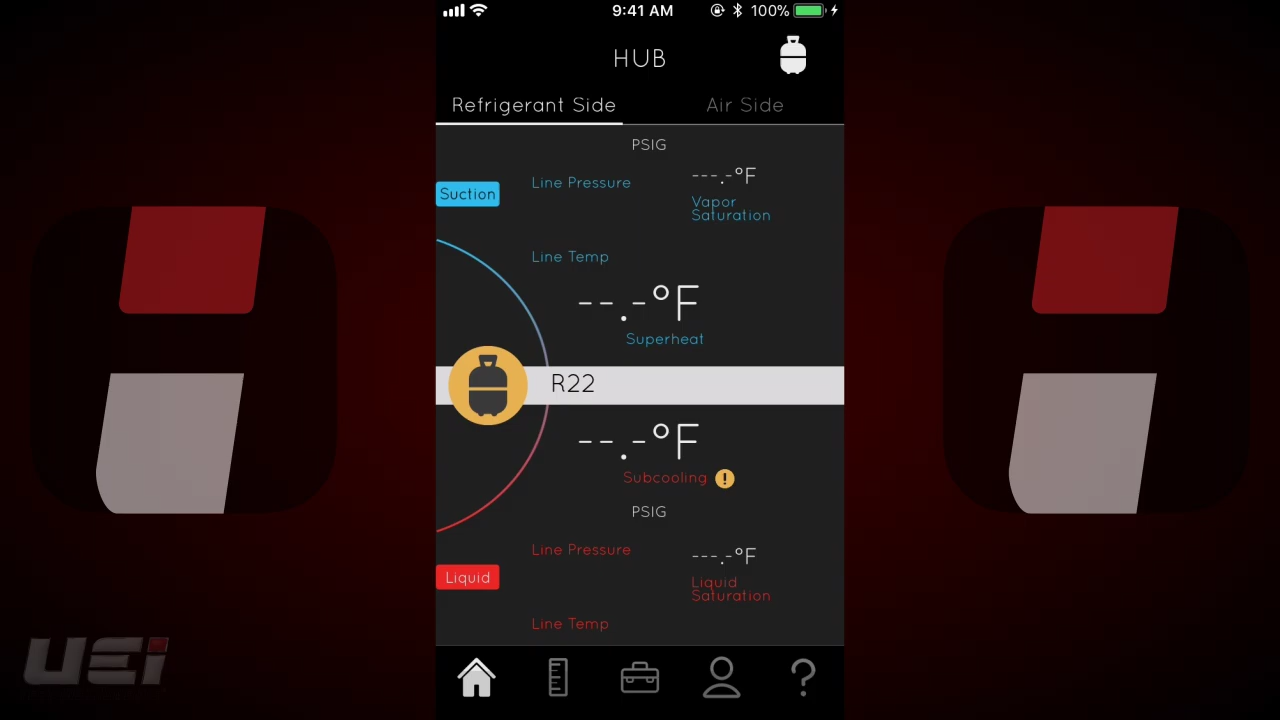 9:41 AM
100%
HUB
Refrigerant Side
Air Side
PSIG
Suction
Line Pressure
---.-°F
Vapor
Saturation
Line Temp
--.-°F
Superheat
R22
--.-°F
Subcooling !
PSIG
Line Pressure
---.-°F
Liquid
Liquid
Saturation
Line Temp
UEi
?